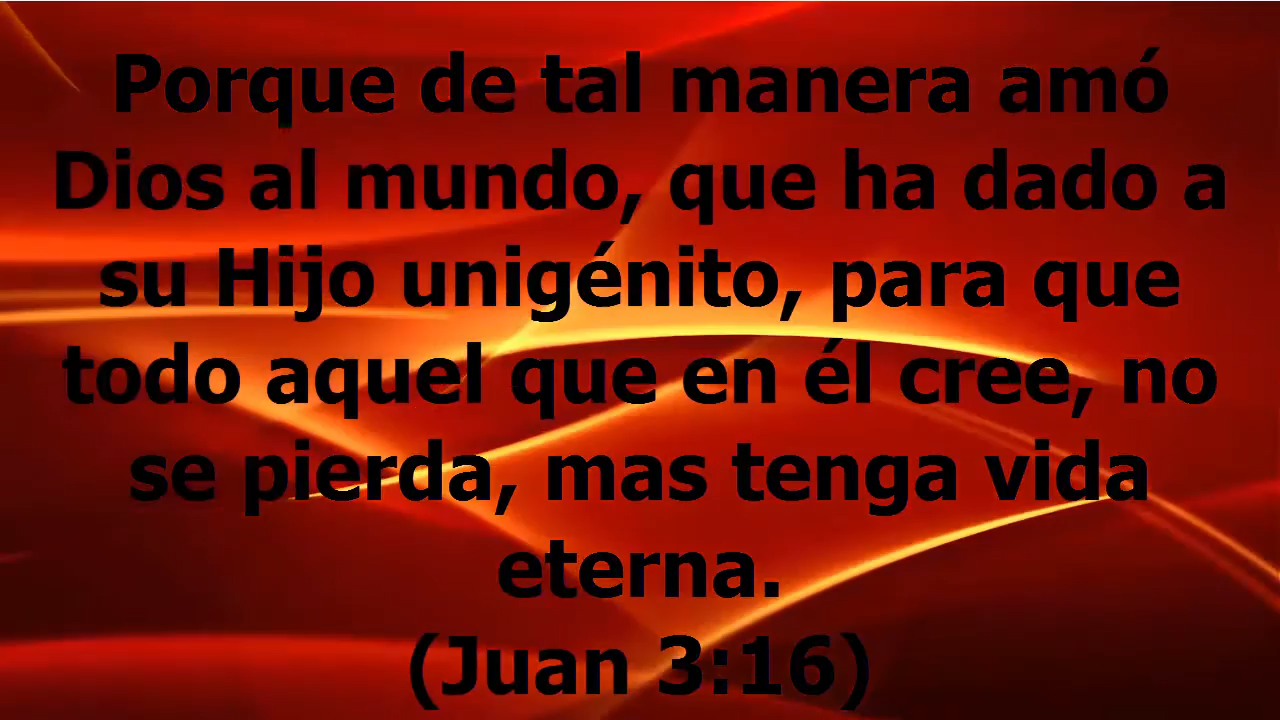 Porque de tal manera amó
Dios al mundo, que ha dado a
su Hijo unigénito, para que
todo aquel que en él cree, no
se pierda, mas tenga vida
eterna.
(Juan 3:16)